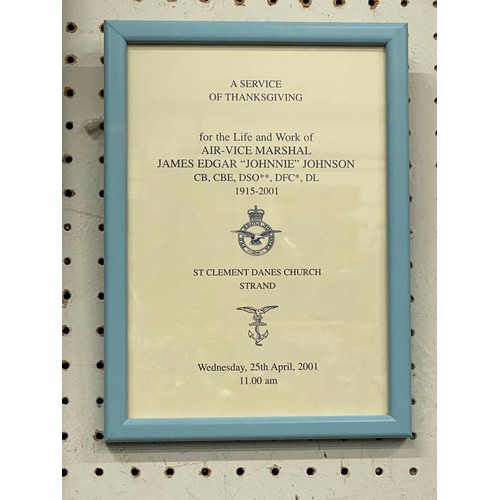 A SERVICE
OF THANKSGIVING
for the Life and Work of
AIR-VICE MARSHAL
JAMES EDGAR “JOHNNIE” JOHNSON
CB, CBE, DSO**, DFC*, DL
1915-2001
ST CLEMENT DANES CHURCH
STRAND
Wednesday, 25th April, 2001
11.00 am